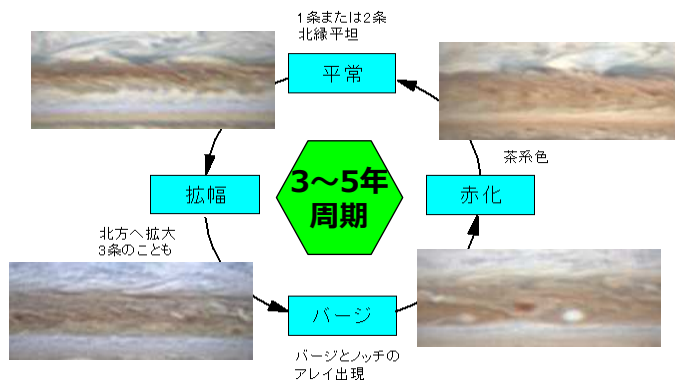 1条または2条
北縁平坦
平常
茶系色
3～5年
周期
拡幅
赤化
北方へ拡大
3条のことも
バージ
バージとノッチの
アレイ出現